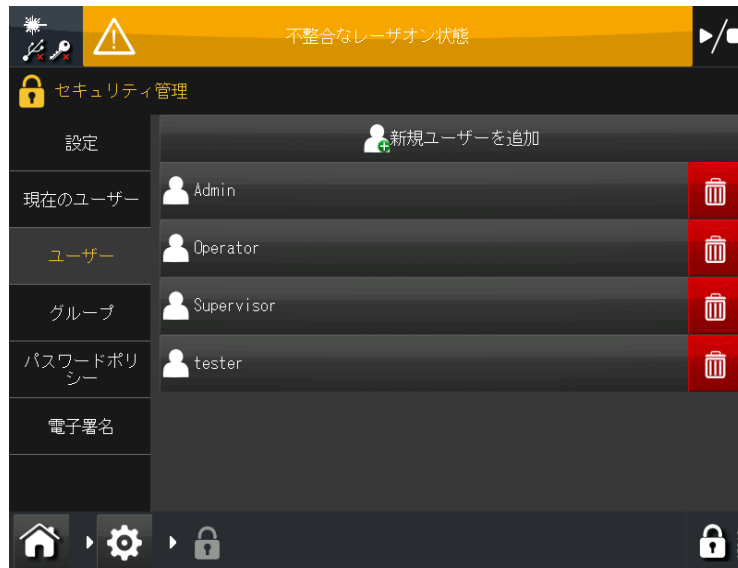 不整合なレーザオン状態
セキュリティ管理
設定
新規ユーザーを追加
現在のユーザー
Admin
ユーザー
Operator
グループ
Supervisor
パスワードポリ
シー
tester
電子署名